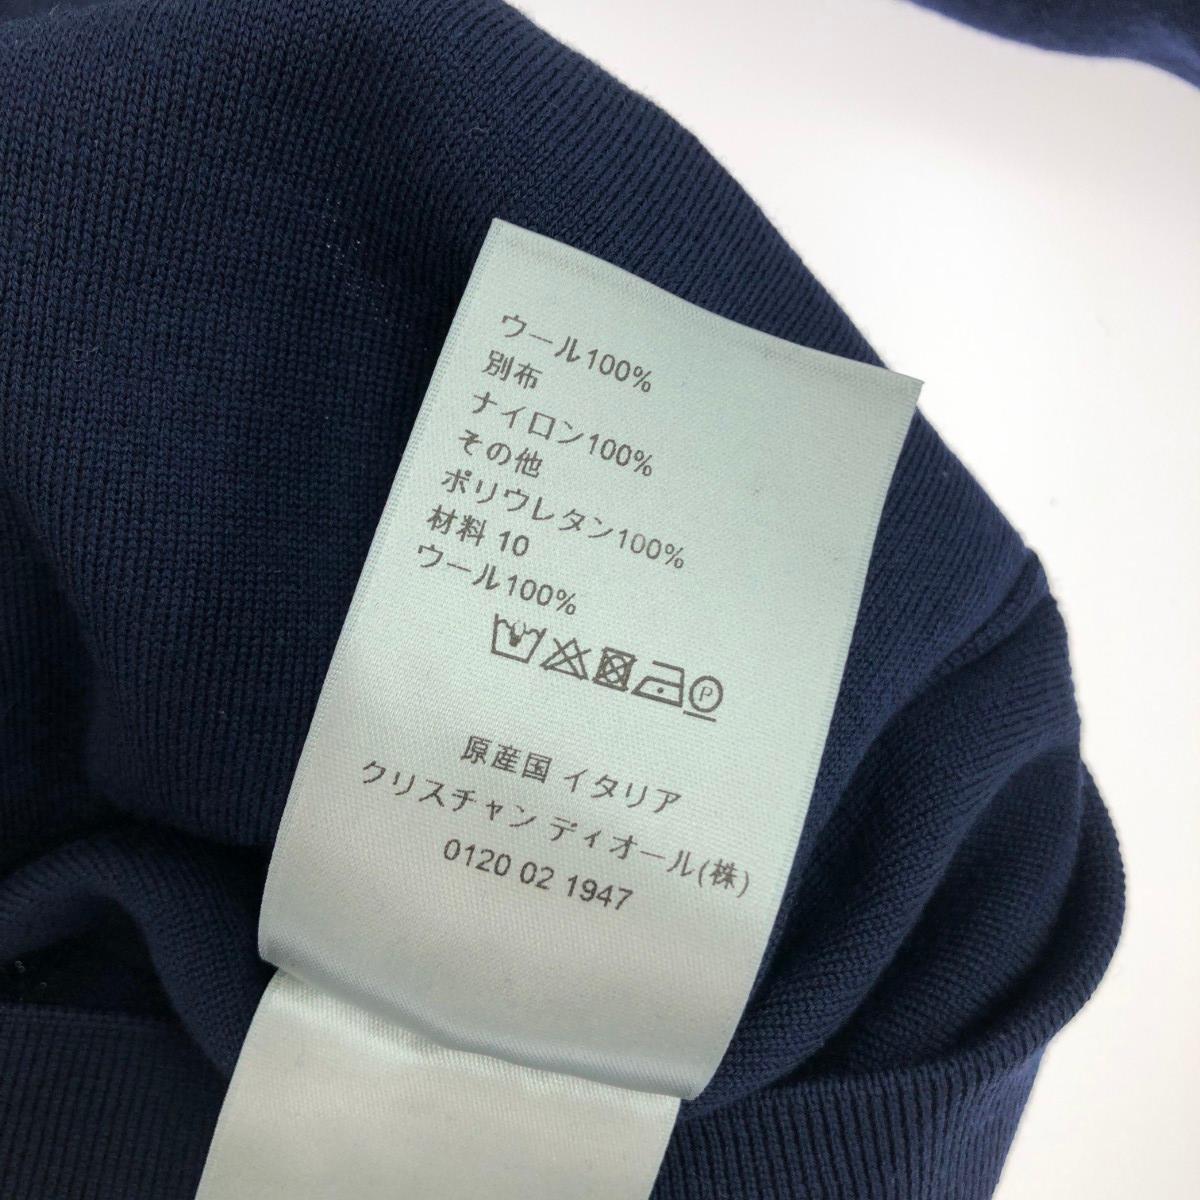 ウール100%
別布
ナイロン100%
その他
ポリウレタン100%
材料 10
ウール100%
P
原産国 イタリア
クリスチャン ディオール(株)
0120 02 1947